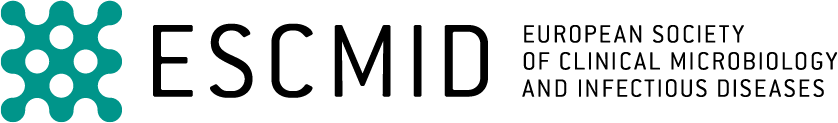 ESCMID
EUROPEAN SOCIETY
OF CLINICAL MICROBIOLOGY
AND INFECTIOUS DISEASES